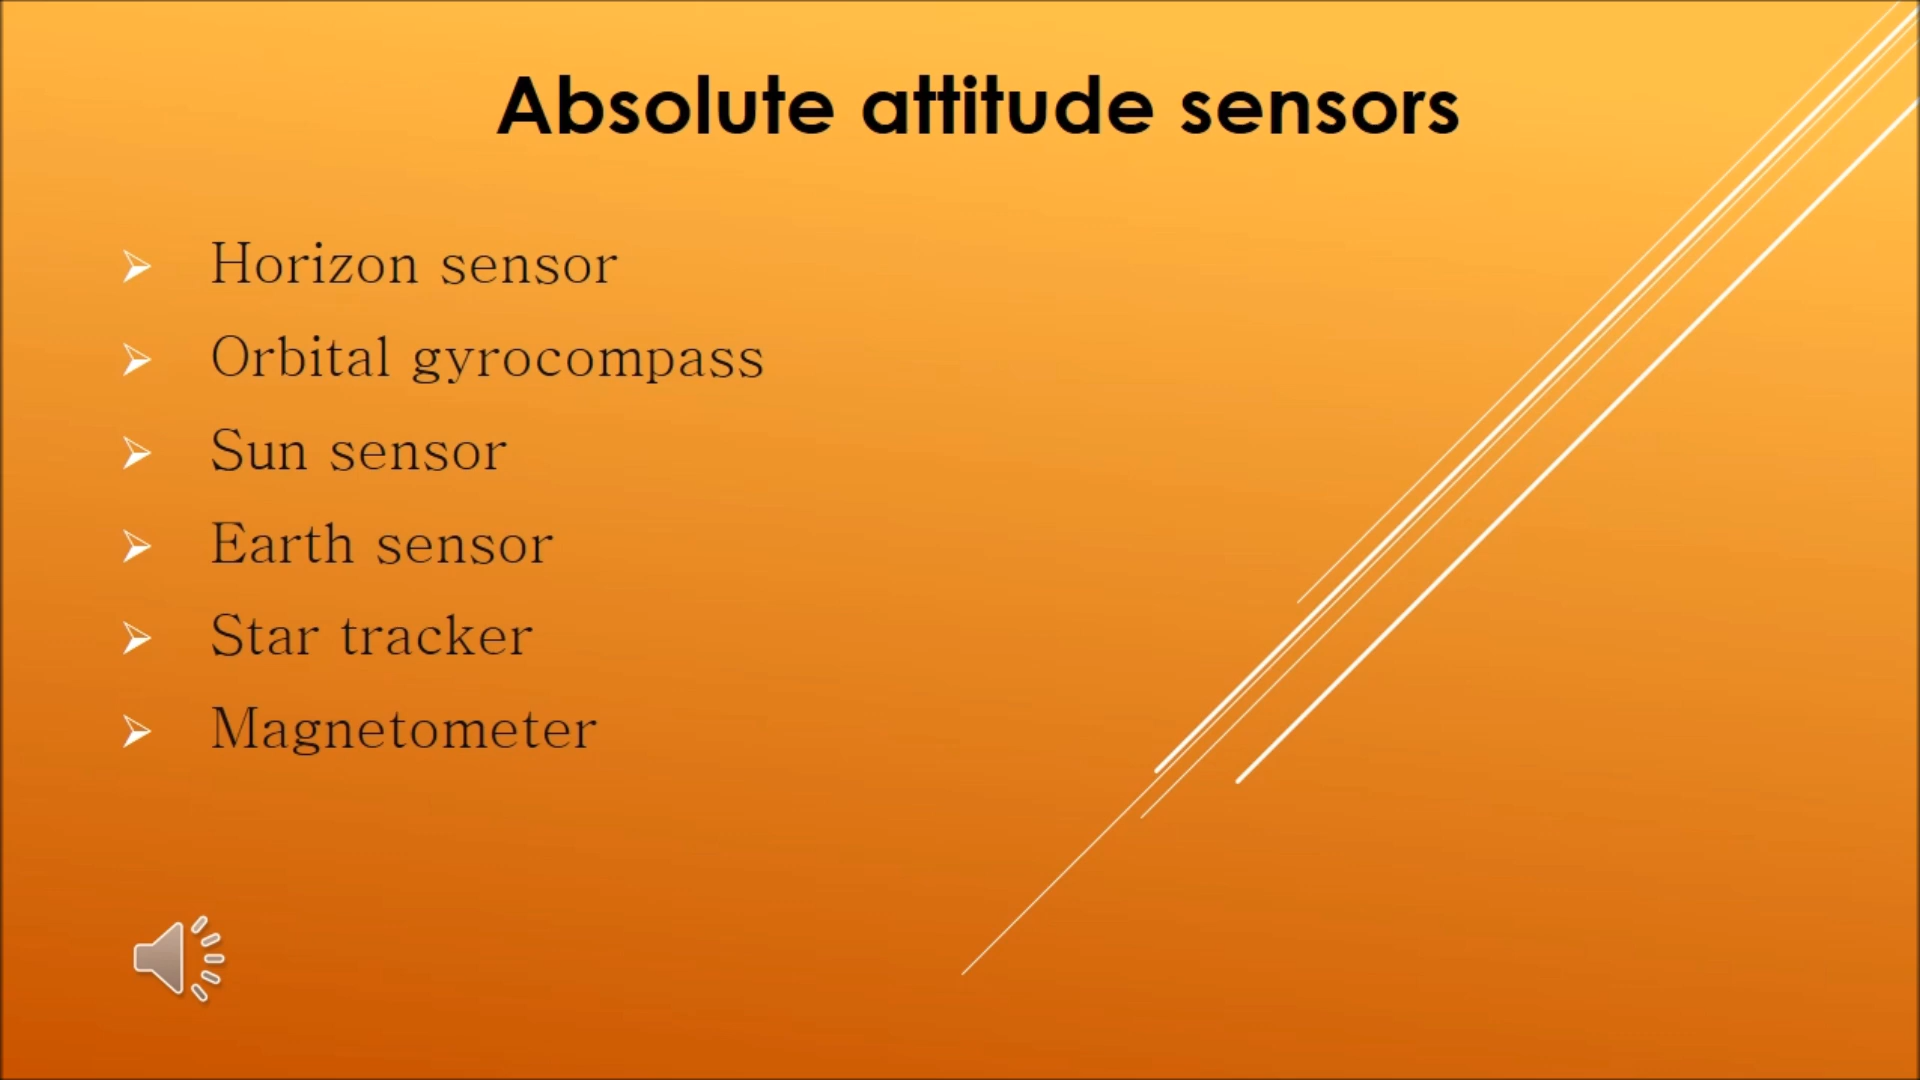 Absolute attitude sensors
Horizon sensor
Orbital gyrocompass
Sun sensor
Earth sensor
Star tracker
Magnetometer